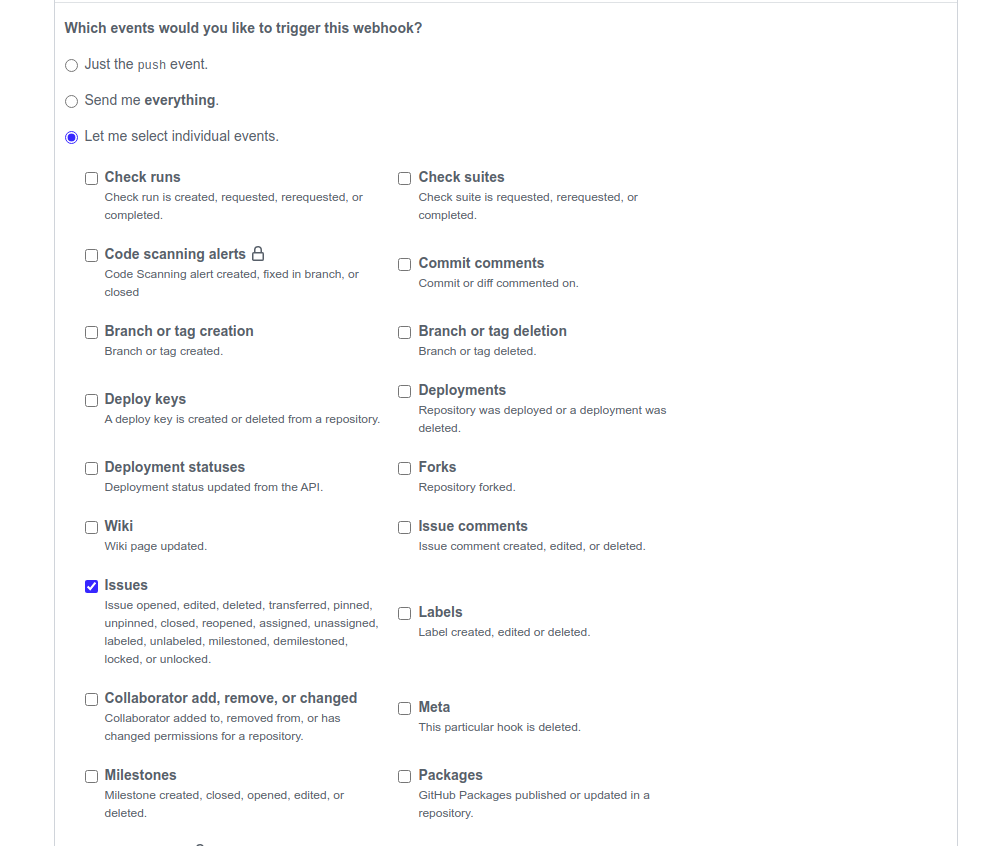 Which events would you like to trigger this webhook?
Just the push event.
Send me everything.
Let me select individual events.
Check runs
Check run is created, requested, rerequested, or
completed.
Check suites
Check suite is requested, rerequested, or
completed.
Code scanning alerts
Code Scanning alert created, fixed in branch, or
closed
Commit comments
Commit or diff commented on.
Branch or tag creation
Branch or tag created.
Branch or tag deletion
Branch or tag deleted.
Deploy keys
A deploy key is created or deleted from a repository.
Deployments
Repository was deployed or a deployment was
deleted.
Deployment statuses
Deployment status updated from the API.
Forks
Repository forked.
Wiki
Wiki page updated.
Issue comments
Issue comment created, edited, or deleted.
Issues
Issue opened, edited, deleted, transferred, pinned,
unpinned, closed, reopened, assigned, unassigned,
labeled, unlabeled, milestoned, demilestoned,
locked, or unlocked.
Labels
Label created, edited or deleted.
Collaborator add, remove, or changed
Collaborator added to, removed from, or has
changed permissions for a repository.
Meta
This particular hook is deleted.
Milestones
Milestone created, closed, opened, edited, or
deleted.
Packages
GitHub Packages published or updated in a
repository.